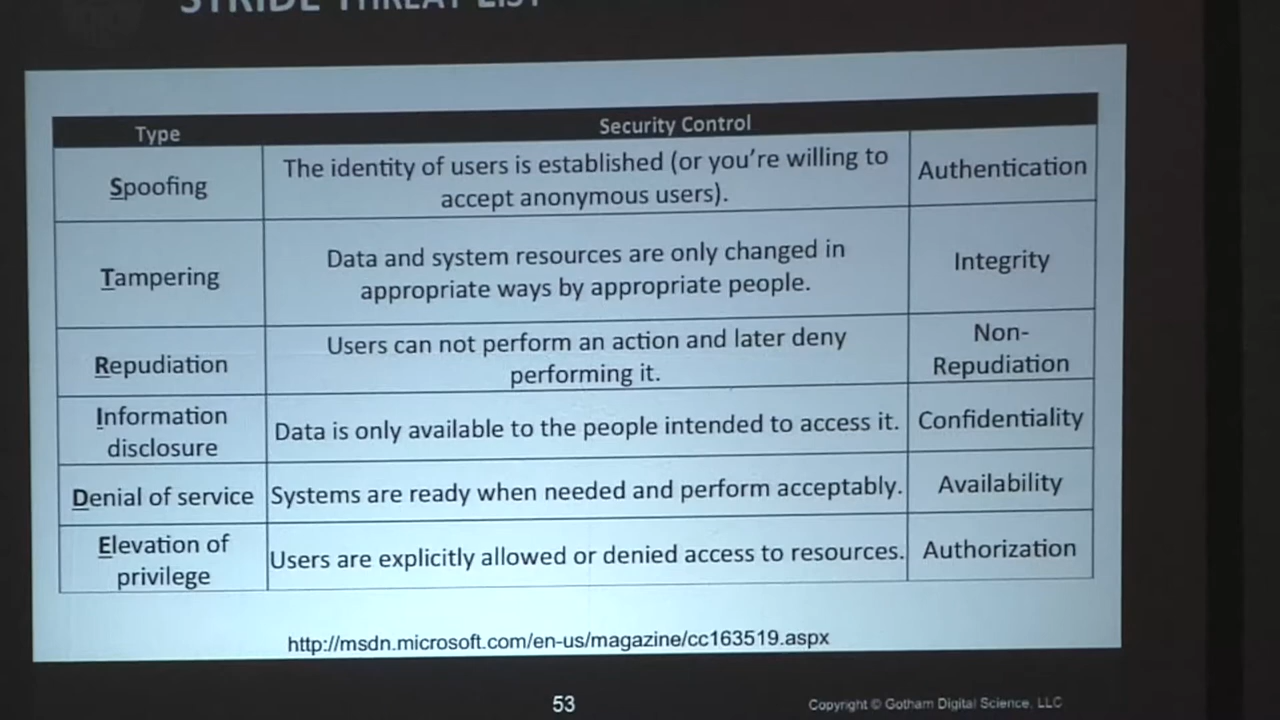 STRIDE THREAT LIST
Type
Security Control
Spoofing
The identity of users is established (or you're willing to
accept anonymous users).
Authentication
Tampering
Data and system resources are only changed in
appropriate ways by appropriate people.
Integrity
Repudiation
Users can not perform an action and later deny
performing it.
Non-
Repudiation
Information
disclosure
Data is only available to the people intended to access it.
Confidentiality
Denial of service
Systems are ready when needed and perform acceptably.
Availability
Elevation of
privilege
Users are explicitly allowed or denied access to resources.
Authorization
http://msdn.microsoft.com/en-us/magazine/cc163519.aspx
53
Copyright © Gotham Digital Science, LLC